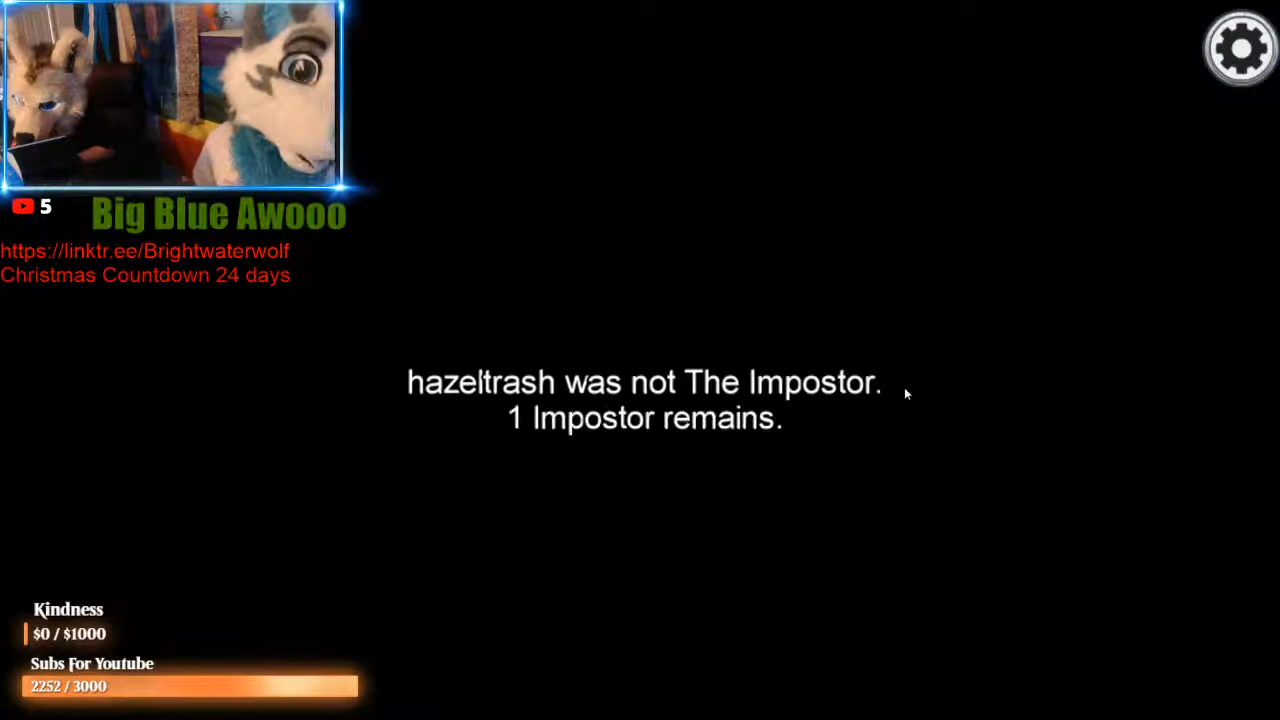 5
Big Blue Awooo
https://linktr.ee/Brightwaterwolf
Christmas Countdown 24 days
hazeltrash was not The Impostor.
1 Impostor remains.
Kindness
$0 / $1000
Subs For Youtube
2252 / 3000